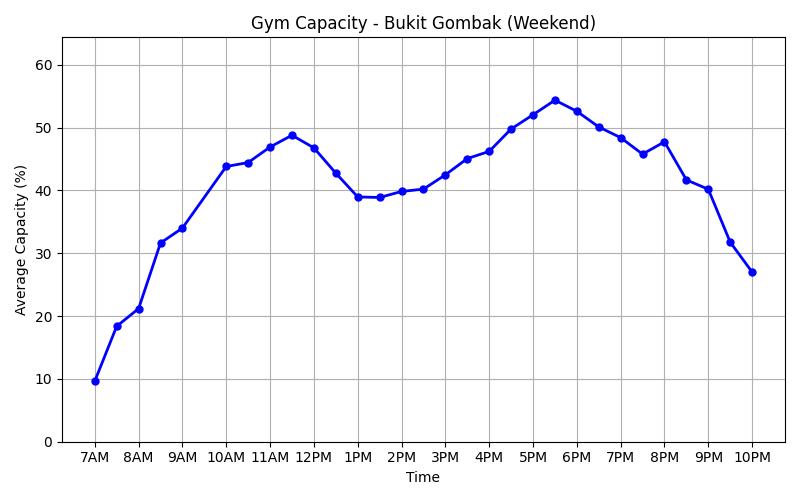 Gym Capacity - Bukit Gombak (Weekend)
Average Capacity (%)
60
50
40
30
20
10
0
7AM 8AM 9AM 10AM 11AM 12PM 1PM 2PM 3PM 4PM 5PM 6PM 7PM 8PM 9PM 10PM
Time